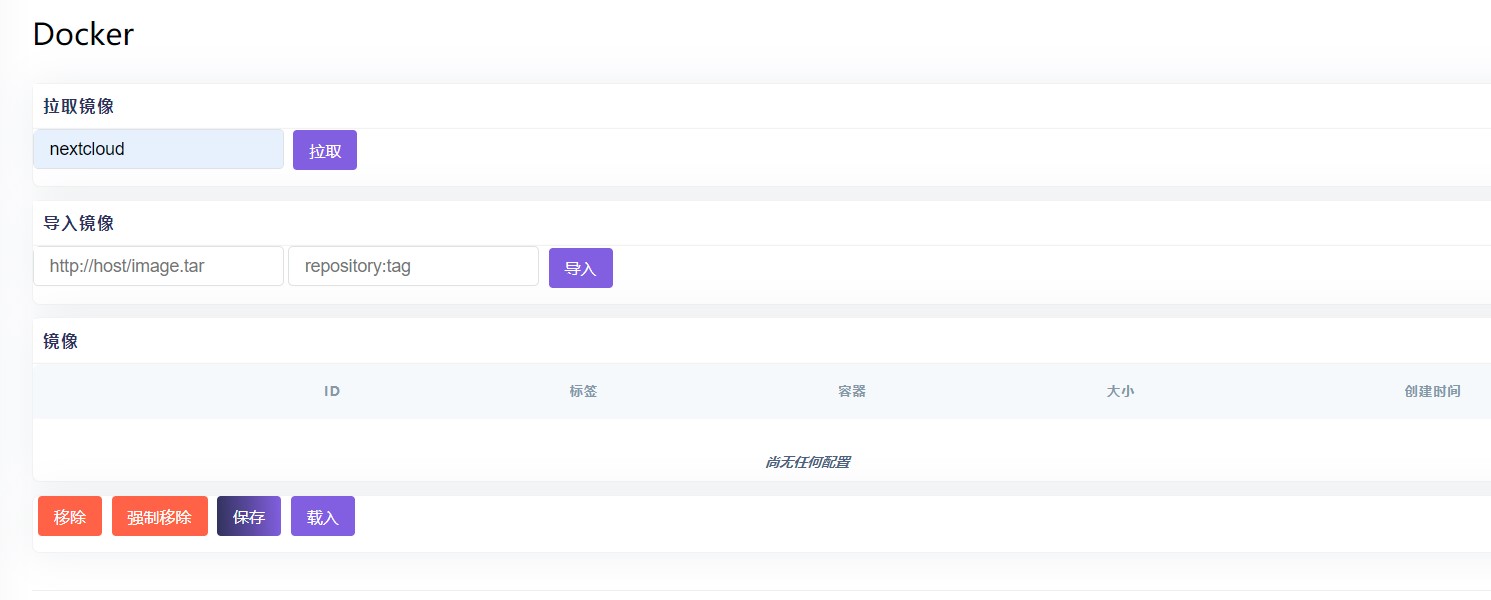 Docker
拉取镜像
nextcloud 拉取
导入镜像
http://host/image.tar repository:tag 导入
镜像
ID 标签 容器 大小 创建时间
尚无任何配置
移除 强制移除 保存 载入